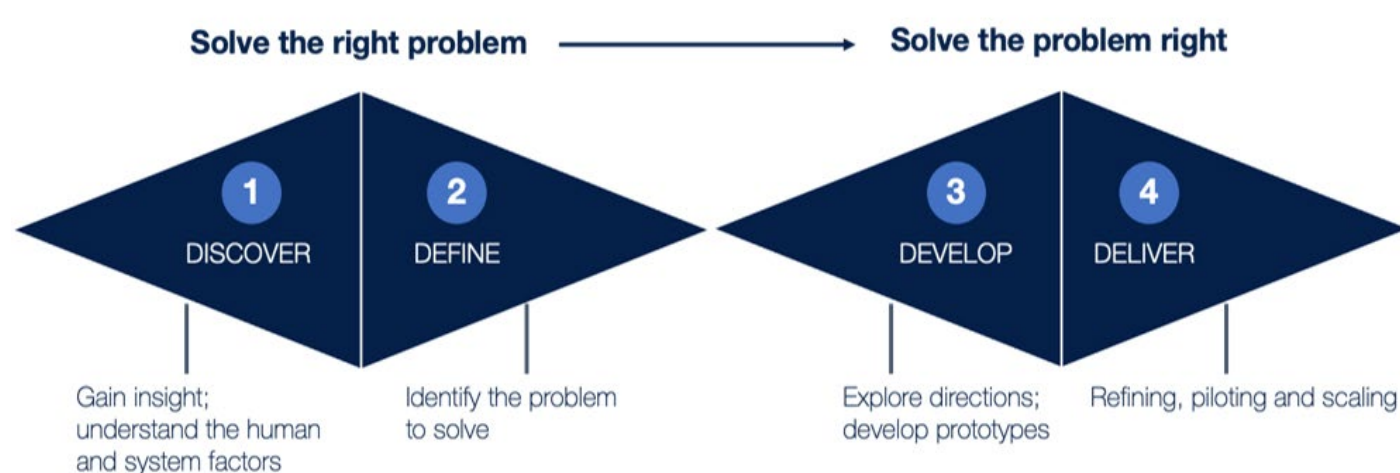 Solve the right problem
Solve the problem right
1
DISCOVER
2
DEFINE
3
DEVELOP
4
DELIVER
Gain insight;
understand the human
and system factors
Identify the problem
to solve
Explore directions;
develop prototypes
Refining, piloting and scaling